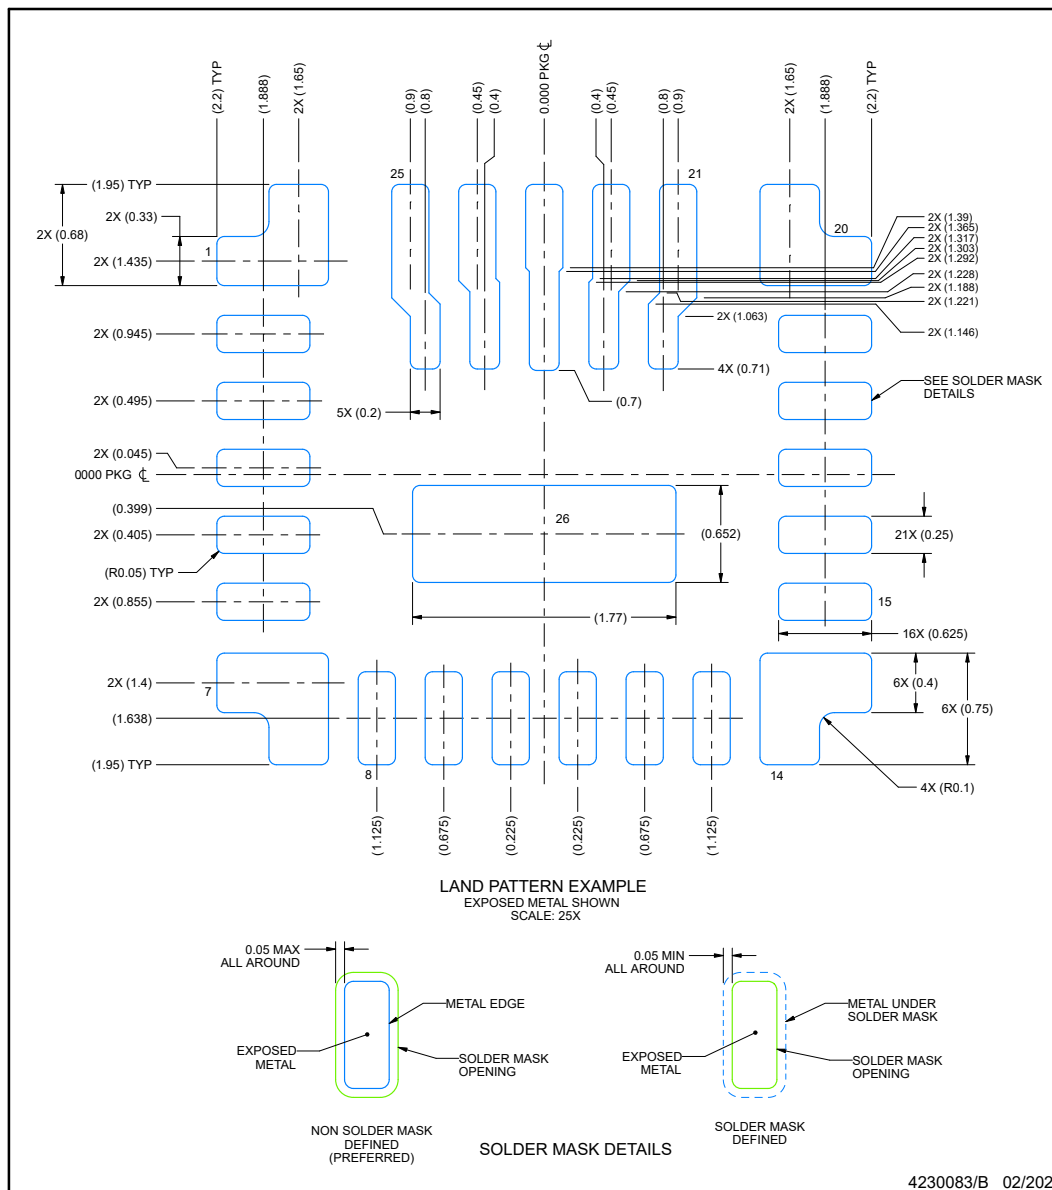 (2.2) TYP
(1.888)
2X (1.65)
(0.9)
(0.8)
(0.45)
(0.4)
0.000 PKG ℄
(0.4)
(0.45)
(0.8)
(0.9)
2X (1.65)
(1.888)
(2.2) TYP
(1.95) TYP
25
21
2X (0.33)
2X (0.68)
1
20
2X (1.39)
2X (1.365)
2X (1.317)
2X (1.303)
2X (1.292)
2X (1.435)
2X (1.228)
2X (1.188)
2X (1.221)
2X (1.063)
2X (0.945)
2X (1.146)
4X (0.71)
SEE SOLDER MASK
DETAILS
2X (0.495)
(0.7)
5X (0.2)
2X (0.045)
0000 PKG ℄
(0.399)
26
2X (0.405)
(0.652)
21X (0.25)
(R0.05) TYP
2X (0.855)
15
(1.77)
16X (0.625)
2X (1.4)
7
6X (0.4)
6X (0.75)
(1.638)
(1.95) TYP
8
14
4X (R0.1)
(1.125)
(0.675)
(0.225)
(0.225)
(0.675)
(1.125)
LAND PATTERN EXAMPLE
EXPOSED METAL SHOWN
SCALE: 25X
0.05 MAX
ALL AROUND
METAL EDGE
EXPOSED
METAL
SOLDER MASK
OPENING
NON SOLDER MASK
DEFINED
(PREFERRED)
0.05 MIN
ALL AROUND
METAL UNDER
SOLDER MASK
EXPOSED
METAL
SOLDER MASK
OPENING
SOLDER MASK
DEFINED
SOLDER MASK DETAILS
4230083/B 02/202